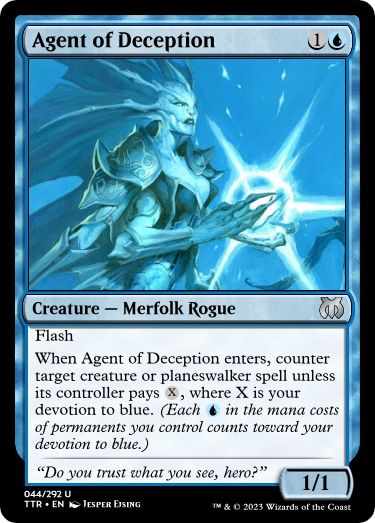 Agent of Deception 1
Creature — Merfolk Rogue
Flash
When Agent of Deception enters, counter
target creature or planeswalker spell unless
its controller pays X, where X is your
devotion to blue. (Each in the mana costs
of permanents you control counts toward your
devotion to blue.)
“Do you trust what you see, hero?”
1/1
044/292 U
TTR • EN Jesper Eising
™ & © 2023 Wizards of the Coast